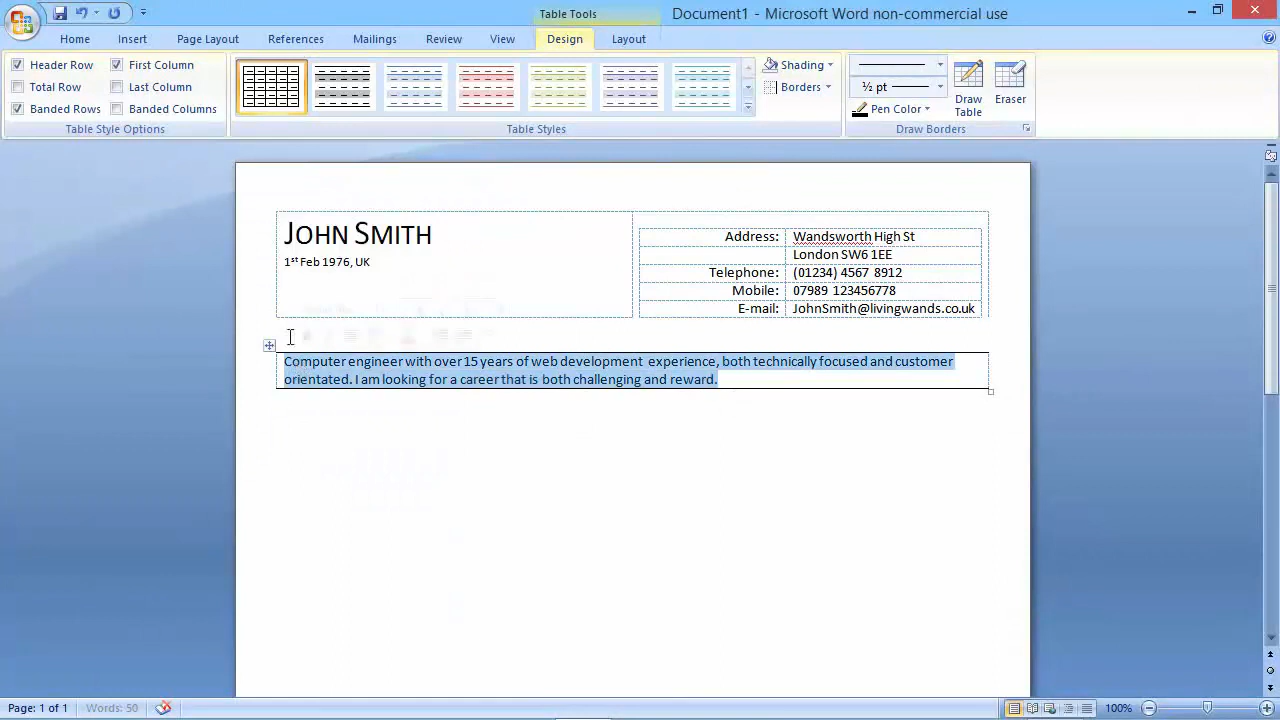 Table Tools
Document1 - Microsoft Word non-commercial use
Home Insert Page Layout References Mailings Review View Design Layout
Header Row First Column
Total Row Last Column
Banded Rows Banded Columns
Table Style Options
Table Styles
Shading
Borders
½ pt
Pen Color
Draw Table
Eraser
Draw Borders
JOHN SMITH
1st Feb 1976, UK
Address: Wandsworth High St
London SW6 1EE
Telephone: (01234) 4567 8912
Mobile: 07989 123456778
E-mail: JohnSmith@livingwands.co.uk
Computer engineer with over 15 years of web development experience, both technically focused and customer
orientated. I am looking for a career that is both challenging and reward.
Page: 1 of 1 Words: 50 100%